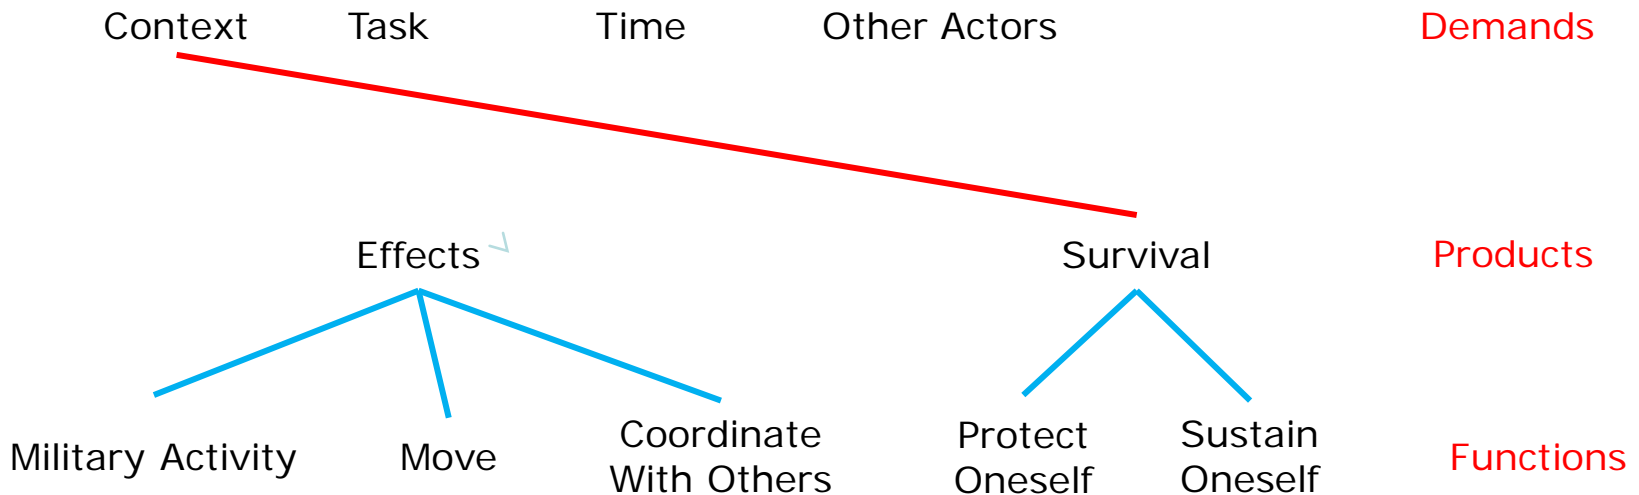 Context Task Time Other Actors Demands
Effects Survival Products
Military Activity Move Coordinate With Others Protect Oneself Sustain Oneself Functions